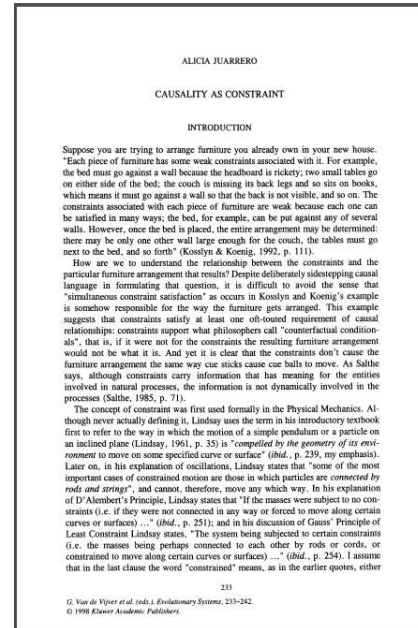 ALICIA JUARRERO
CAUSALITY AS CONSTRAINT
INTRODUCTION
Suppose you are trying to arrange furniture you already own in your new house.
"Each piece of furniture has some weak constraints associated with it. For example,
the bed must go against a wall because the headboard is rickety; two small tables go
on either side of the bed; the couch is missing its back legs and so sits on books,
which means it must go against a wall so that the back is not visible, and so on. The
constraints associated with each piece of furniture are weak because each one can
be satisfied in many ways; the bed, for example, can be put against any of several
walls. However, once the bed is placed, the entire arrangement may be determined:
there may be only one other wall large enough for the couch, the tables must go
next to the bed, and so forth" (Kosslyn & Koenig, 1992, p. 111).
How are we to understand the relationship between the constraints and the
particular furniture arrangement that results? Despite deliberately sidestepping causal
language in formulating that question, it is difficult to avoid the sense that
"simultaneous constraint satisfaction" as occurs in Kosslyn and Koenig's example
is somehow responsible for the way the furniture gets arranged. This example
suggests that constraints satisfy at least one oft-touted requirement of causal
relationships: constraints support what philosophers call "counterfactual condition-
als", that is, if it were not for the constraints the resulting furniture arrangement
would not be what it is. And yet it is clear that the constraints don't cause the
furniture arrangement the same way cue sticks cause cue balls to move. As Salthe
says, although constraints carry information that has meaning for the entities
involved in natural processes, the information is not dynamically involved in the
processes (Salthe, 1985, p. 71).
The concept of constraint was first used formally in the Physical Mechanics. Al-
though never actually defining it, Lindsay uses the term in his introductory textbook
first to refer to the way in which the motion of a simple pendulum or a particle on
an inclined plane (Lindsay, 1961, p. 35) is "compelled by the geometry of its envi-
ronment to move on some specified curve or surface" (ibid., p. 239, my emphasis).
Later on, in his explanation of oscillations, Lindsay states that "some of the most
important cases of constrained motion are those in which particles are connected by
rods and strings", and cannot, therefore, move any which way. In his explanation
of D'Alembert's Principle, Lindsay states that "If the masses were subject to no con-
straints (i.e. if they were not connected in any way or forced to move along certain
curves or surfaces) ..." (ibid., p. 251); and in his discussion of Gauss' Principle of
Least Constraint Lindsay states, "The system being subjected to certain constraints
(i.e. the masses being perhaps connected to each other by rods or cords, or
constrained to move along certain curves or surfaces) ..." (ibid., p. 254). I assume
that in the last clause the word "constrained" means, as in the earlier quotes, either
233
G. Van de Vijver et al. (eds.), Evolutionary Systems, 233–242.
© 1998 Kluwer Academic Publishers.